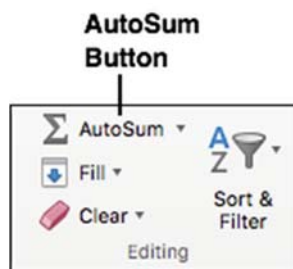 AutoSum
Button
Σ AutoSum
Fill
Clear
A
Z
Sort &
Filter
Editing